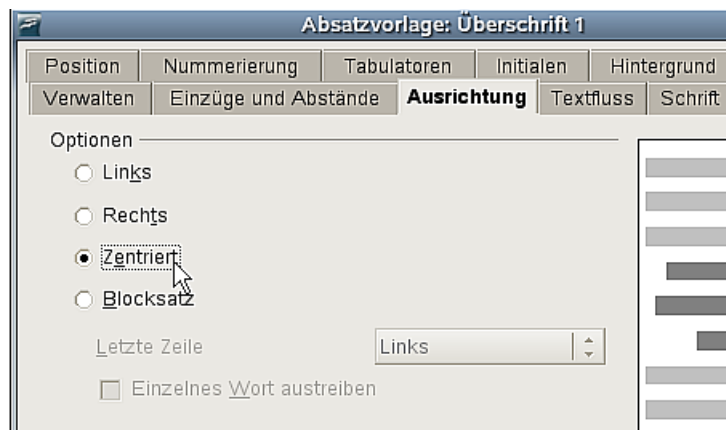 Absatzvorlage: Überschrift 1
Position Nummerierung Tabulatoren Initialen Hintergrund
Verwalten Einzüge und Abstände Ausrichtung Textfluss Schrift
Optionen
Links
Rechts
Zentriert
Blocksatz
Letzte Zeile Links
Einzelnes Wort austreiben